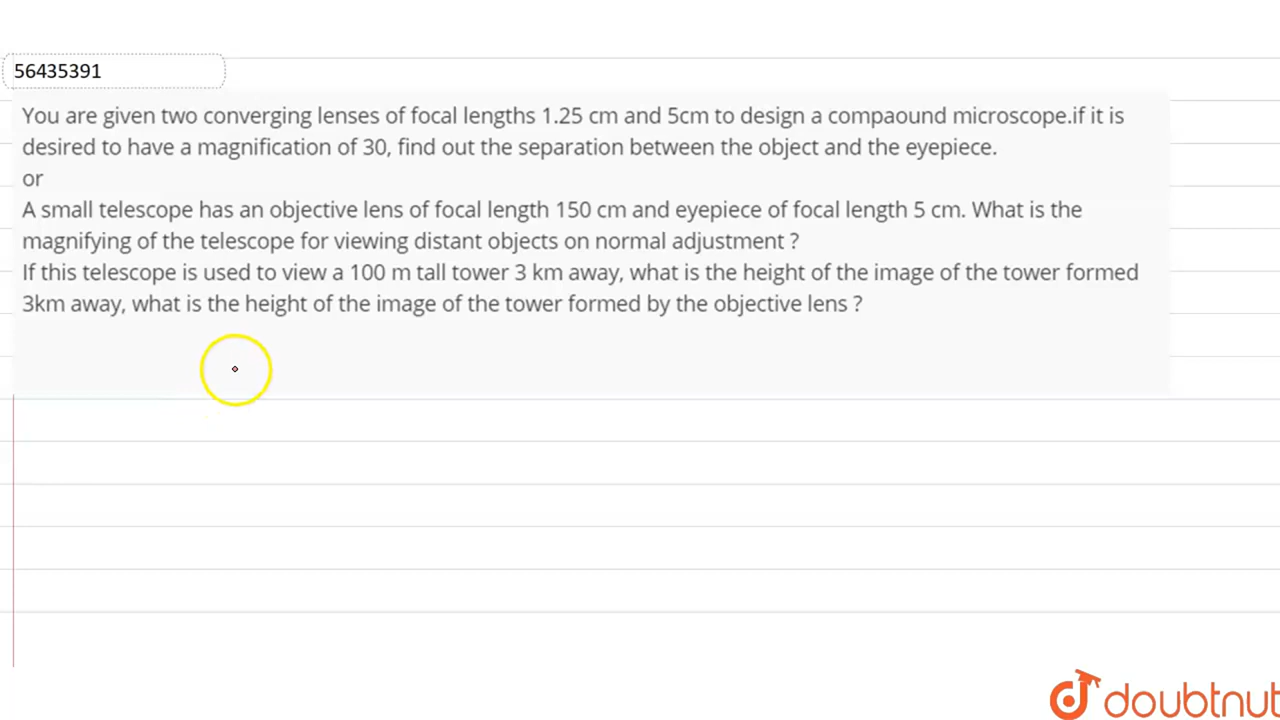 56435391
You are given two converging lenses of focal lengths 1.25 cm and 5cm to design a compaound microscope.if it is
desired to have a magnification of 30, find out the separation between the object and the eyepiece.
or
A small telescope has an objective lens of focal length 150 cm and eyepiece of focal length 5 cm. What is the
magnifying of the telescope for viewing distant objects on normal adjustment ?
If this telescope is used to view a 100 m tall tower 3 km away, what is the height of the image of the tower formed
3km away, what is the height of the image of the tower formed by the objective lens ?
doubtnut